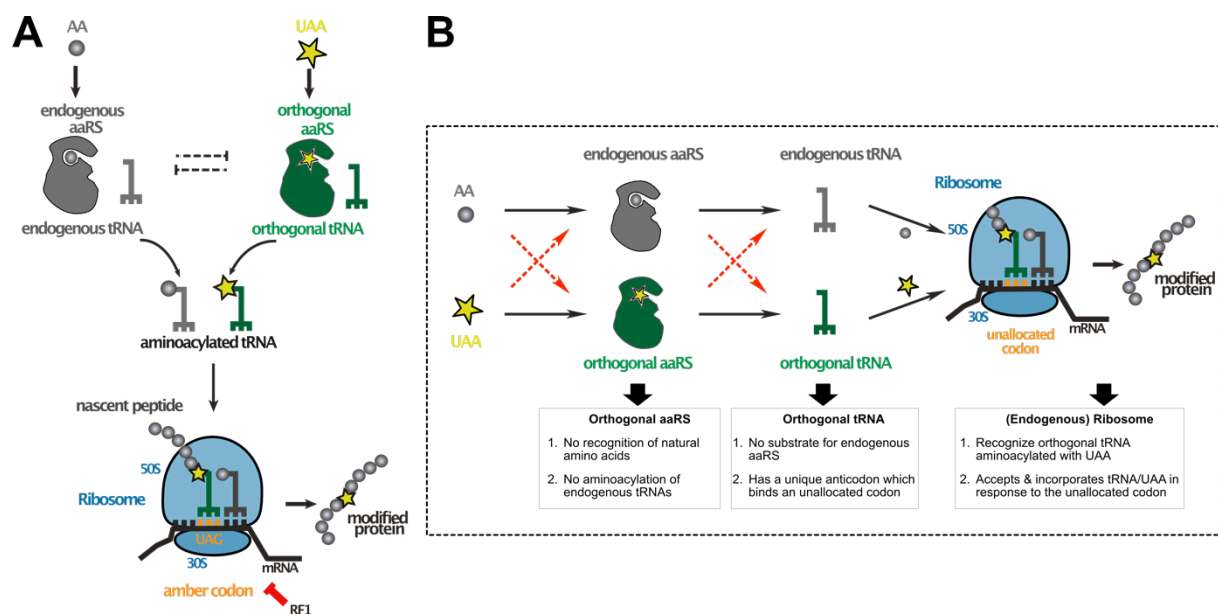 A
AA
UAA
endogenous
aaRS
orthogonal
aaRS
endogenous tRNA
orthogonal tRNA
aminoacylated tRNA
nascent peptide
50S
Ribosome
UAG
30S
mRNA
modified
protein
amber codon
RF1
B
endogenous aaRS
endogenous tRNA
AA
Ribosome
50S
UAA
30S
mRNA
unallocated
codon
modified
protein
orthogonal aaRS
orthogonal tRNA
Orthogonal aaRS
1. No recognition of natural
amino acids
2. No aminoacylation of
endogenous tRNAs
Orthogonal tRNA
1. No substrate for endogenous
aaRS
2. Has a unique anticodon which
binds an unallocated codon
(Endogenous) Ribosome
1. Recognize orthogonal tRNA
aminoacylated with UAA
2. Accepts & incorporates tRNA/UAA in
response to the unallocated codon